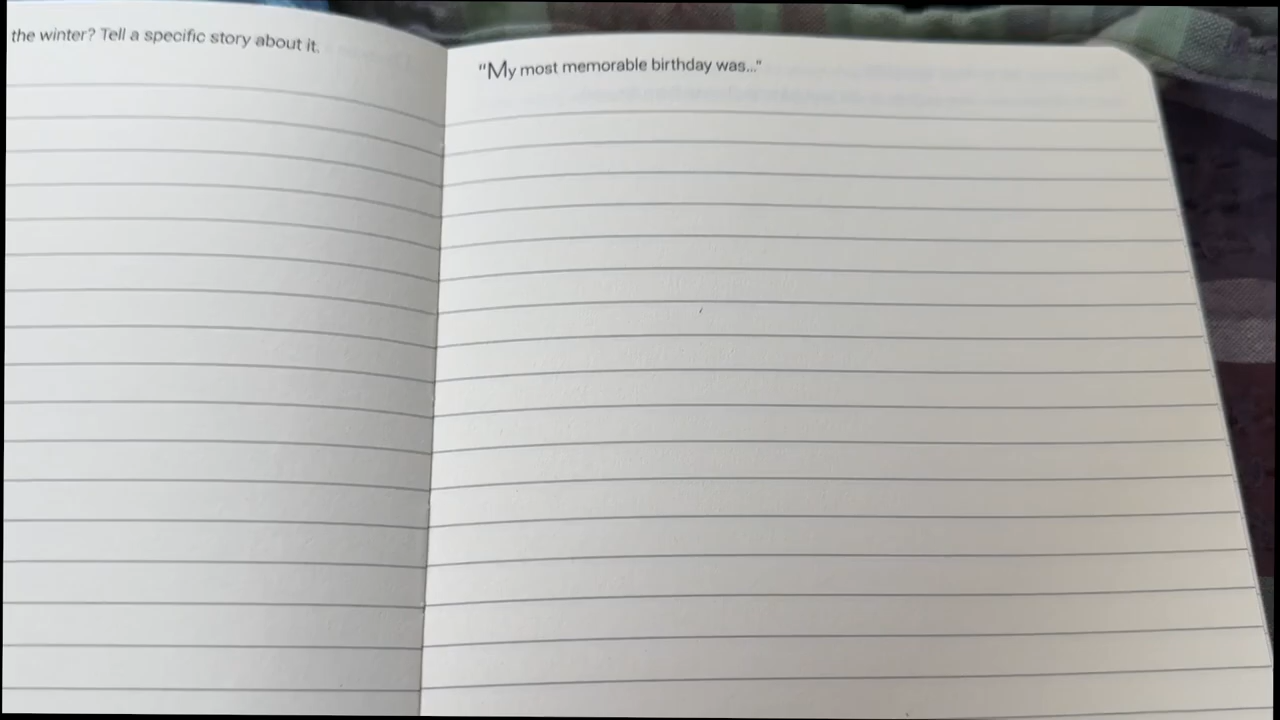 the winter? Tell a specific story about it.
"My most memorable birthday was..."